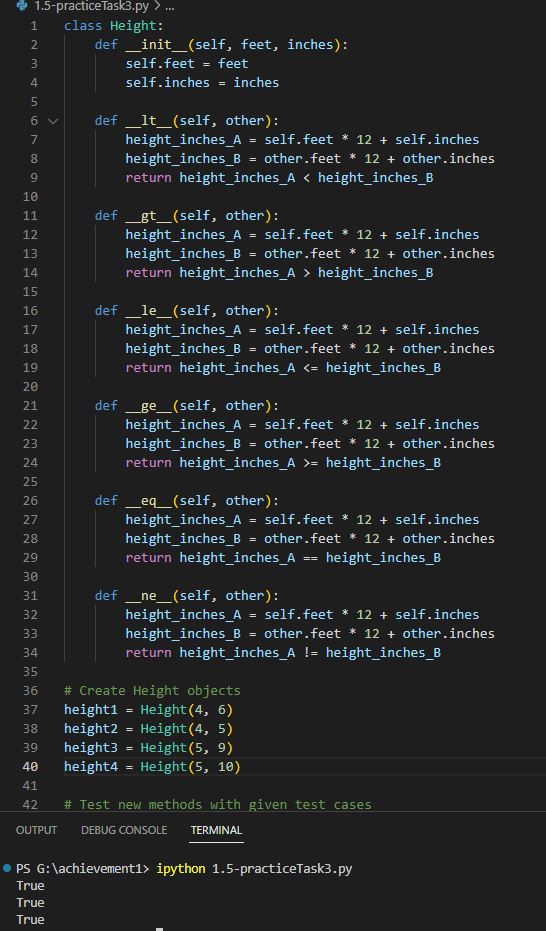 1.5-practiceTask3.py > ...
1 class Height:
2     def __init__(self, feet, inches):
3         self.feet = feet
4         self.inches = inches
5
6     def __lt__(self, other):
7         height_inches_A = self.feet * 12 + self.inches
8         height_inches_B = other.feet * 12 + other.inches
9         return height_inches_A < height_inches_B
10
11     def __gt__(self, other):
12         height_inches_A = self.feet * 12 + self.inches
13         height_inches_B = other.feet * 12 + other.inches
14         return height_inches_A > height_inches_B
15
16     def __le__(self, other):
17         height_inches_A = self.feet * 12 + self.inches
18         height_inches_B = other.feet * 12 + other.inches
19         return height_inches_A <= height_inches_B
20
21     def __ge__(self, other):
22         height_inches_A = self.feet * 12 + self.inches
23         height_inches_B = other.feet * 12 + other.inches
24         return height_inches_A >= height_inches_B
25
26     def __eq__(self, other):
27         height_inches_A = self.feet * 12 + self.inches
28         height_inches_B = other.feet * 12 + other.inches
29         return height_inches_A == height_inches_B
30
31     def __ne__(self, other):
32         height_inches_A = self.feet * 12 + self.inches
33         height_inches_B = other.feet * 12 + other.inches
34         return height_inches_A != height_inches_B
35
36 # Create Height objects
37 height1 = Height(4, 6)
38 height2 = Height(4, 5)
39 height3 = Height(5, 9)
40 height4 = Height(5, 10)
41
42 # Test new methods with given test cases
OUTPUT DEBUG CONSOLE TERMINAL
PS G:\achievement1> ipython 1.5-practiceTask3.py
True
True
True